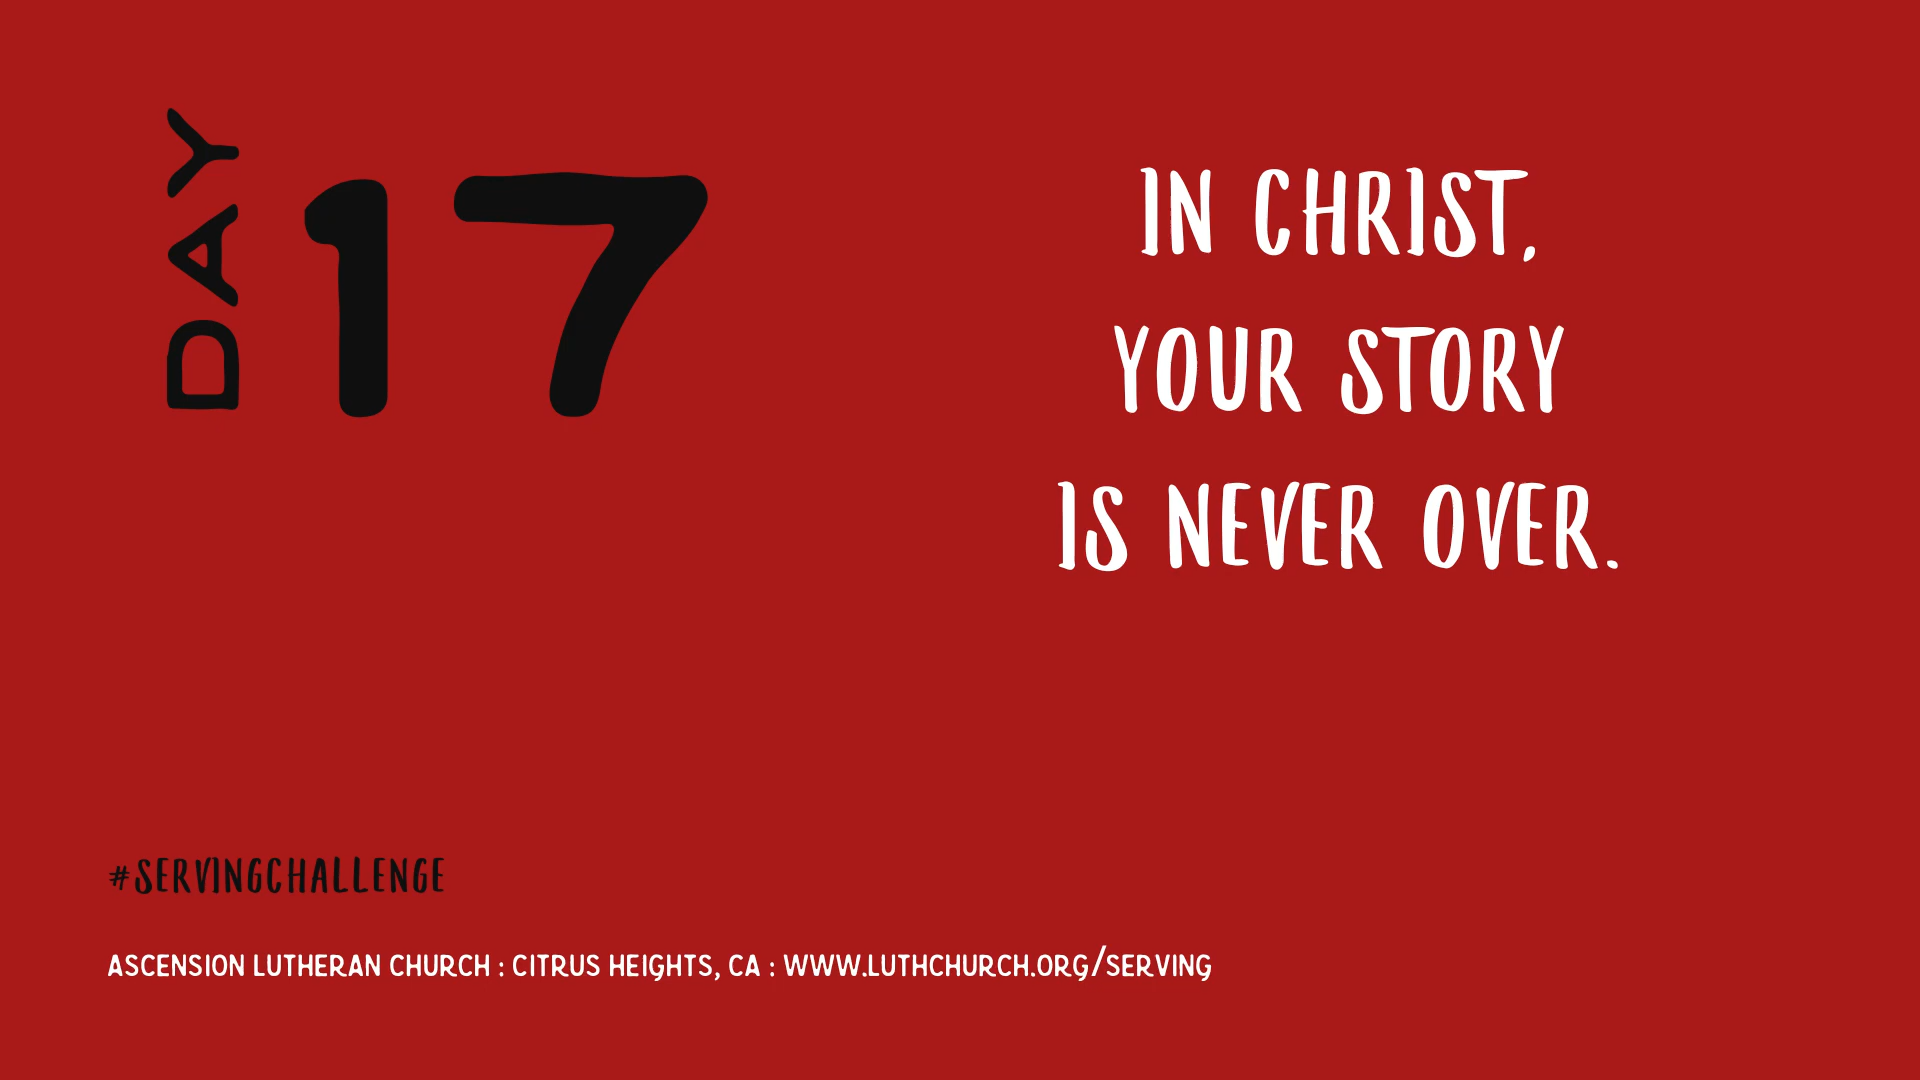 DAY 17
IN CHRIST,
YOUR STORY
IS NEVER OVER.
#SERVINGCHALLENGE
ASCENSION LUTHERAN CHURCH : CITRUS HEIGHTS, CA : WWW.LUTHCHURCH.ORG/SERVING